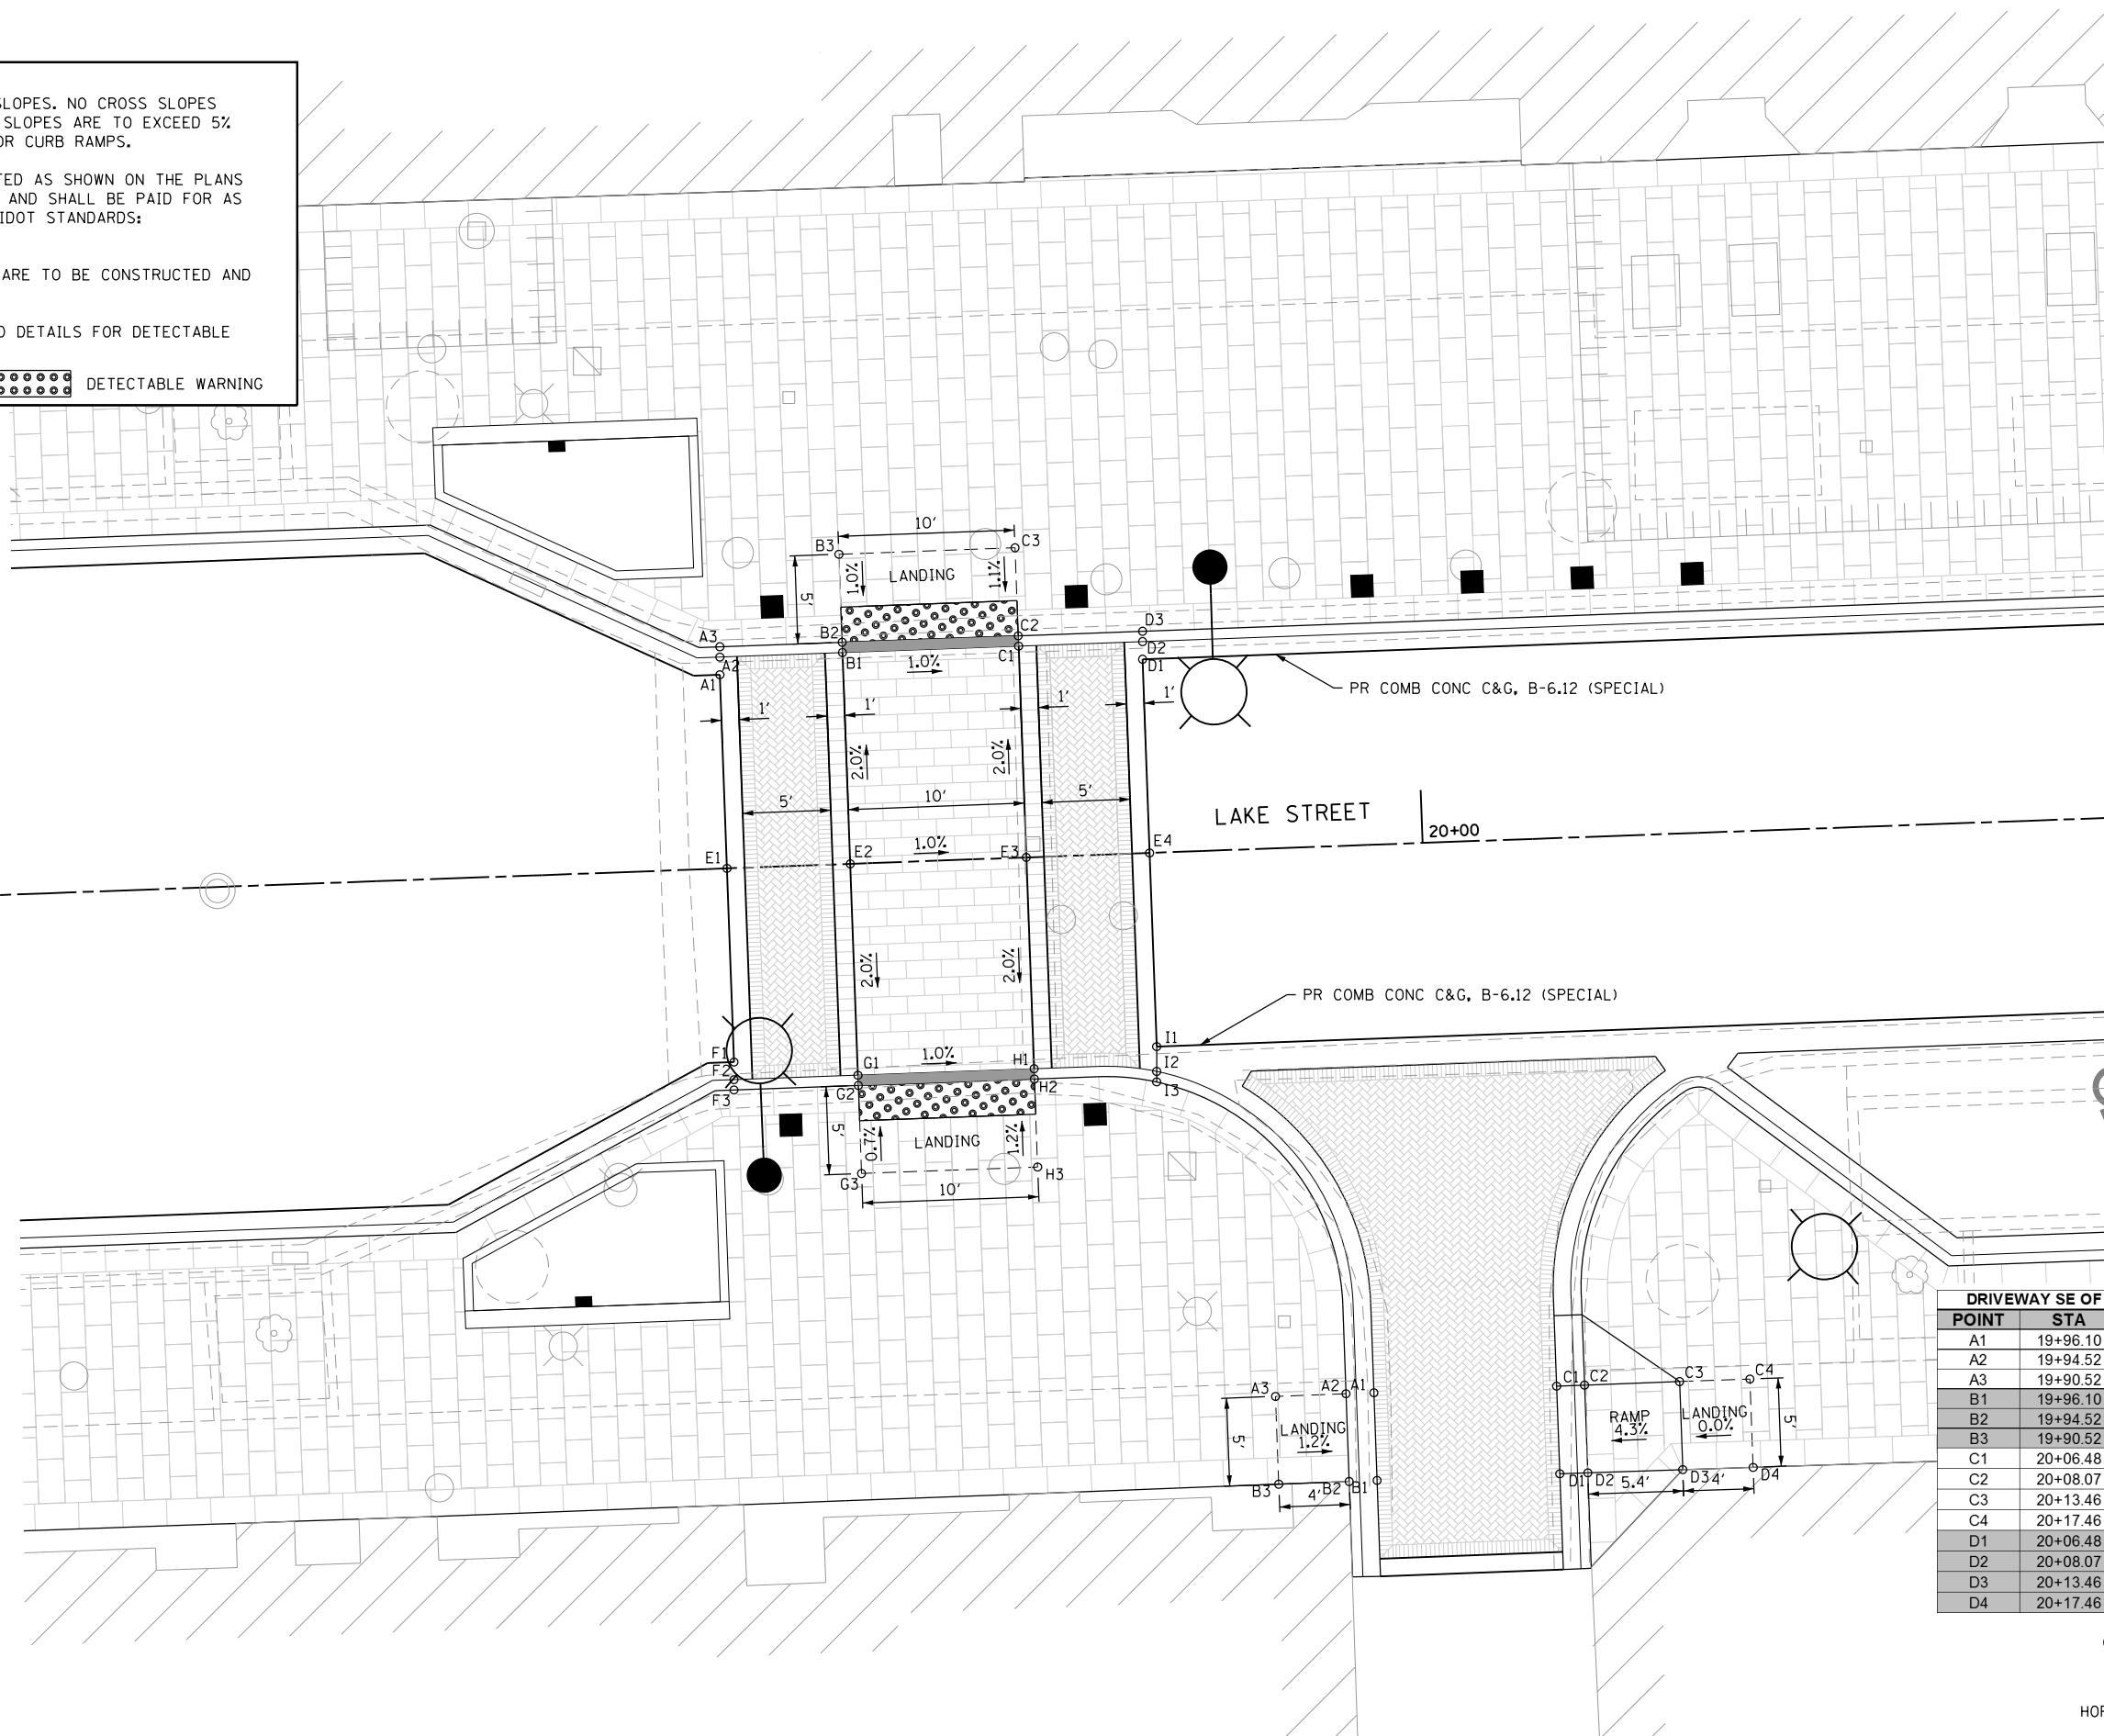 SLOPES. NO CROSS SLOPES
SLOPES ARE TO EXCEED 5%
OR CURB RAMPS.
TED AS SHOWN ON THE PLANS
AND SHALL BE PAID FOR AS
IDOT STANDARDS:
ARE TO BE CONSTRUCTED AND
D DETAILS FOR DETECTABLE
DETECTABLE WARNING
10'
B3
C3
1.0%
LANDING
1.1%
5'
A3
B2
C2
D3
D2
A2
B1
1.0%
C1
D1
A1
PR COMB CONC C&G, B-6.12 (SPECIAL)
1'
1'
1'
1'
2.0%
2.0%
5'
10'
5'
LAKE STREET
20+00
E1
E2
1.0%
E3
E4
2.0%
2.0%
PR COMB CONC C&G, B-6.12 (SPECIAL)
F1
G1
1.0%
H1
I1
F2
I2
F3
G2
H2
I3
5'
0.7%
LANDING
1.2%
G3
10'
H3
A3
A2
A1
C1
C2
C3
C4
5'
LANDING
1.2%
RAMP
4.3%
LANDING
0.0%
5'
B3
4'
B2
B1
D1
D2
5.4'
D3
4'
D4
DRIVEWAY SE OF
POINT STA
A1 19+96.10
A2 19+94.52
A3 19+90.52
B1 19+96.10
B2 19+94.52
B3 19+90.52
C1 20+06.48
C2 20+08.07
C3 20+13.46
C4 20+17.46
D1 20+06.48
D2 20+08.07
D3 20+13.46
D4 20+17.46
HOR